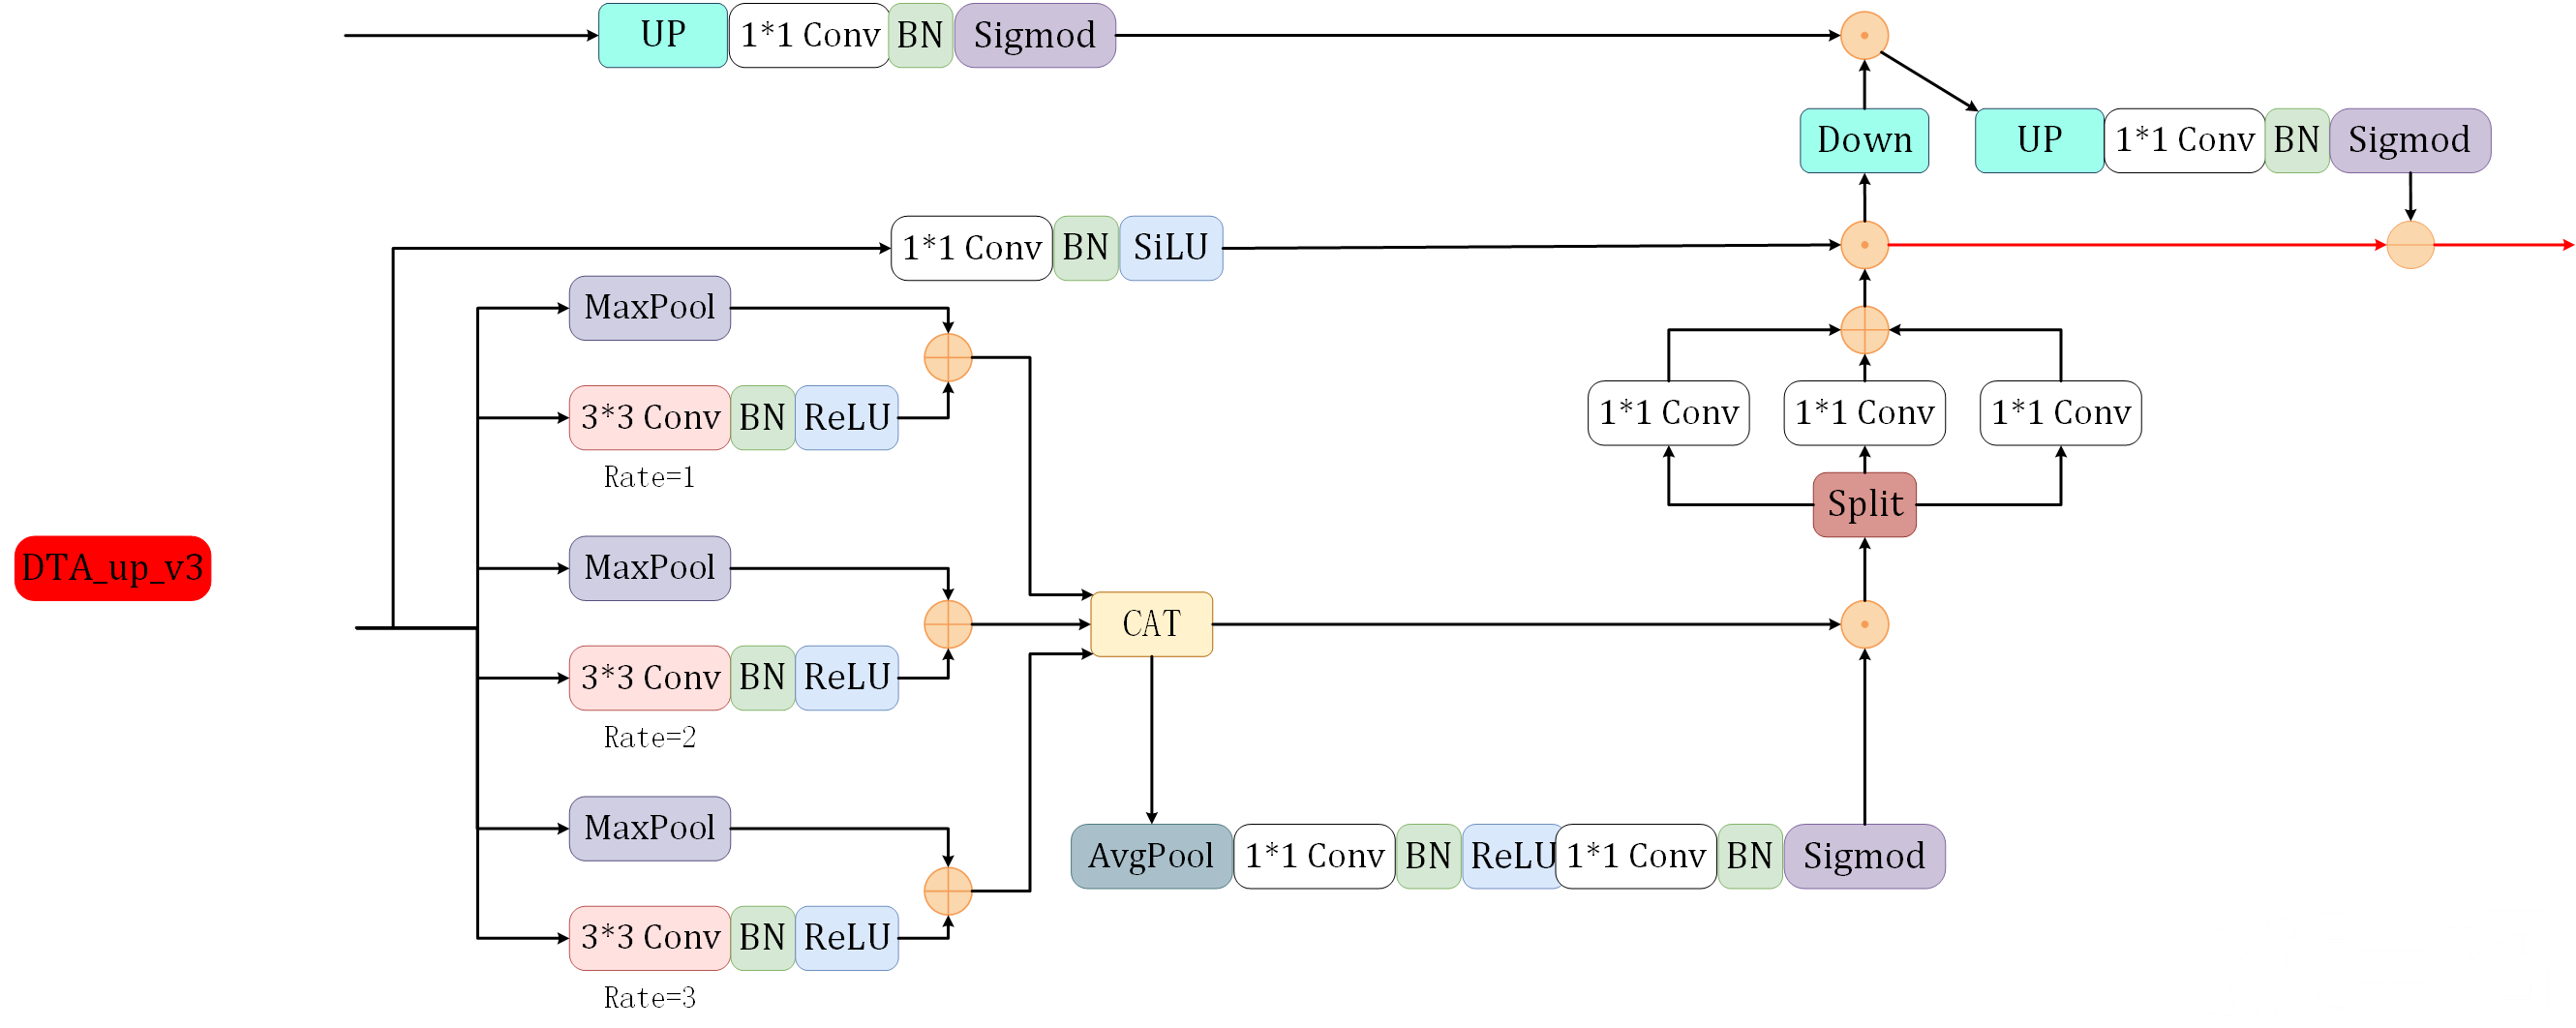 UP 1*1 Conv BN Sigmod
Down UP 1*1 Conv BN Sigmod
1*1 Conv BN SiLU
MaxPool
3*3 Conv BN ReLU
Rate=1
1*1 Conv 1*1 Conv 1*1 Conv
Split
DTA_up_v3
MaxPool
CAT
3*3 Conv BN ReLU
Rate=2
MaxPool
AvgPool 1*1 Conv BN ReLU 1*1 Conv BN Sigmod
3*3 Conv BN ReLU
Rate=3